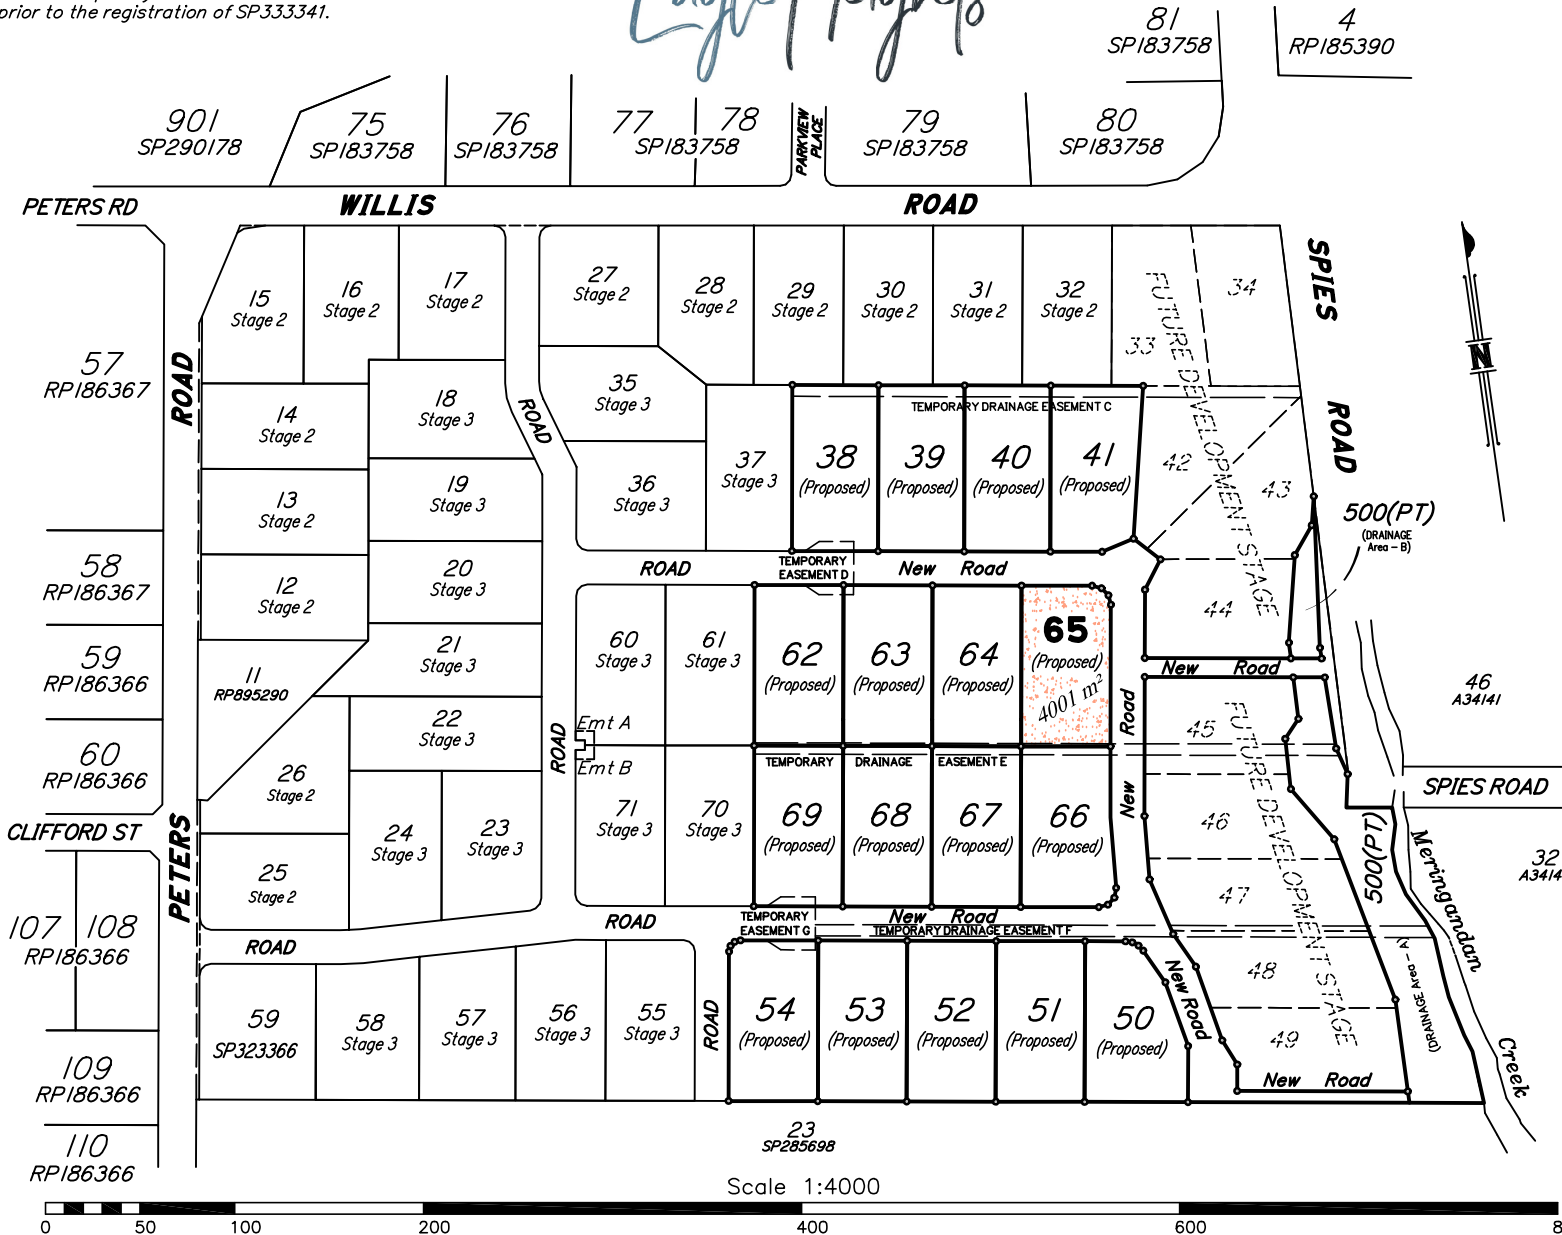 prior to the registration of SP333341.
81
SP183758
4
RP185390
901
SP290178
75
SP183758
76
SP183758
77
78
SP183758
PARKVIEW
PLACE
79
SP183758
80
SP183758
PETERS RD
WILLIS
ROAD
SPIES
ROAD
15
Stage 2
16
Stage 2
17
Stage 2
27
Stage 2
28
Stage 2
29
Stage 2
30
Stage 2
31
Stage 2
32
Stage 2
33
34
FUTURE DEVELOPMENT STAGE
N
57
RP186367
ROAD
14
Stage 2
18
Stage 3
ROAD
35
Stage 3
TEMPORARY DRAINAGE EASEMENT C
13
Stage 2
19
Stage 3
36
Stage 3
37
Stage 3
38
(Proposed)
39
(Proposed)
40
(Proposed)
41
(Proposed)
42
43
500(PT)
(DRAINAGE
Area - B)
58
RP186367
12
Stage 2
20
Stage 3
ROAD
TEMPORARY
EASEMENT D
New Road
44
59
RP186366
11
RP895290
21
Stage 3
60
Stage 3
61
Stage 3
62
(Proposed)
63
(Proposed)
64
(Proposed)
65
(Proposed)
4001 m²
New Road
New Road
46
A34141
60
RP186366
22
Stage 3
ROAD
Emt A
Emt B
45
FUTURE DEVELOPMENT STAGE
26
Stage 2
TEMPORARY DRAINAGE EASEMENT E
SPIES ROAD
CLIFFORD ST
PETERS
24
Stage 3
23
Stage 3
71
Stage 3
70
Stage 3
69
(Proposed)
68
(Proposed)
67
(Proposed)
66
(Proposed)
46
500(PT)
Meringandan
Creek
32
A3414
25
Stage 2
47
107
108
RP186366
ROAD
ROAD
TEMPORARY
EASEMENT G
New Road
TEMPORARY DRAINAGE EASEMENT F
48
(DRAINAGE Area - A)
59
SP323366
58
Stage 3
57
Stage 3
56
Stage 3
55
Stage 3
ROAD
54
(Proposed)
53
(Proposed)
52
(Proposed)
51
(Proposed)
50
(Proposed)
New Road
49
New Road
109
RP186366
110
RP186366
23
SP285698
Scale 1:4000
0 50 100 200 400 600 8